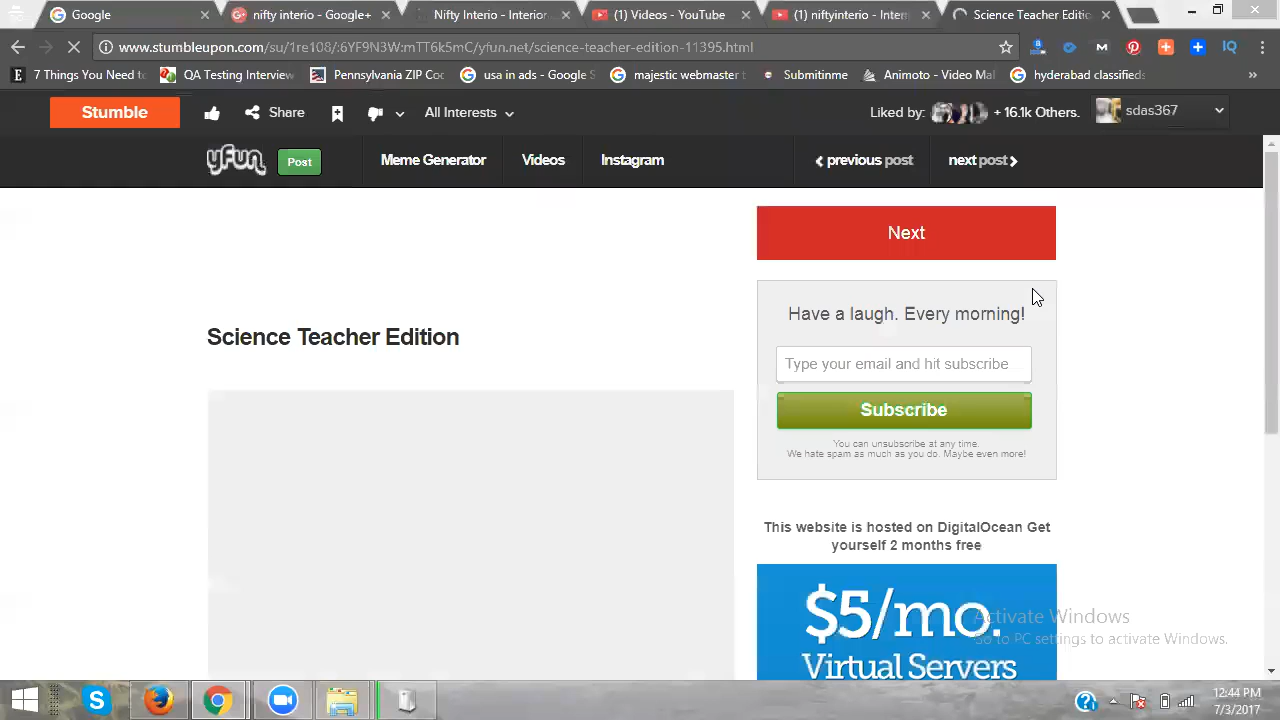 Google
nifty interio - Google+
Nifty Interio - Interior
(1) Videos - YouTube
(1) niftyinterio - Intern
Science Teacher Edition
www.stumbleupon.com/su/1re108/:6YF9N3W:mTT6k5mC/yfun.net/science-teacher-edition-11395.html
7 Things You Need to
QA Testing Interview
Pennsylvania ZIP Coc
usa in ads - Google S
majestic webmaster t
Submitinme
Animoto - Video Mal
hyderabad classifieds
»
Stumble
Share
All Interests
Liked by:
+ 16.1k Others.
sdas367
yFun
Post
Meme Generator
Videos
Instagram
previous post
next post
Next
Have a laugh. Every morning!
Science Teacher Edition
Type your email and hit subscribe
Subscribe
You can unsubscribe at any time.
We hate spam as much as you do. Maybe even more!
This website is hosted on DigitalOcean Get
yourself 2 months free
$5/mo.
Virtual Servers
Activate Windows
Go to PC settings to activate Windows.
12:44 PM
7/3/2017